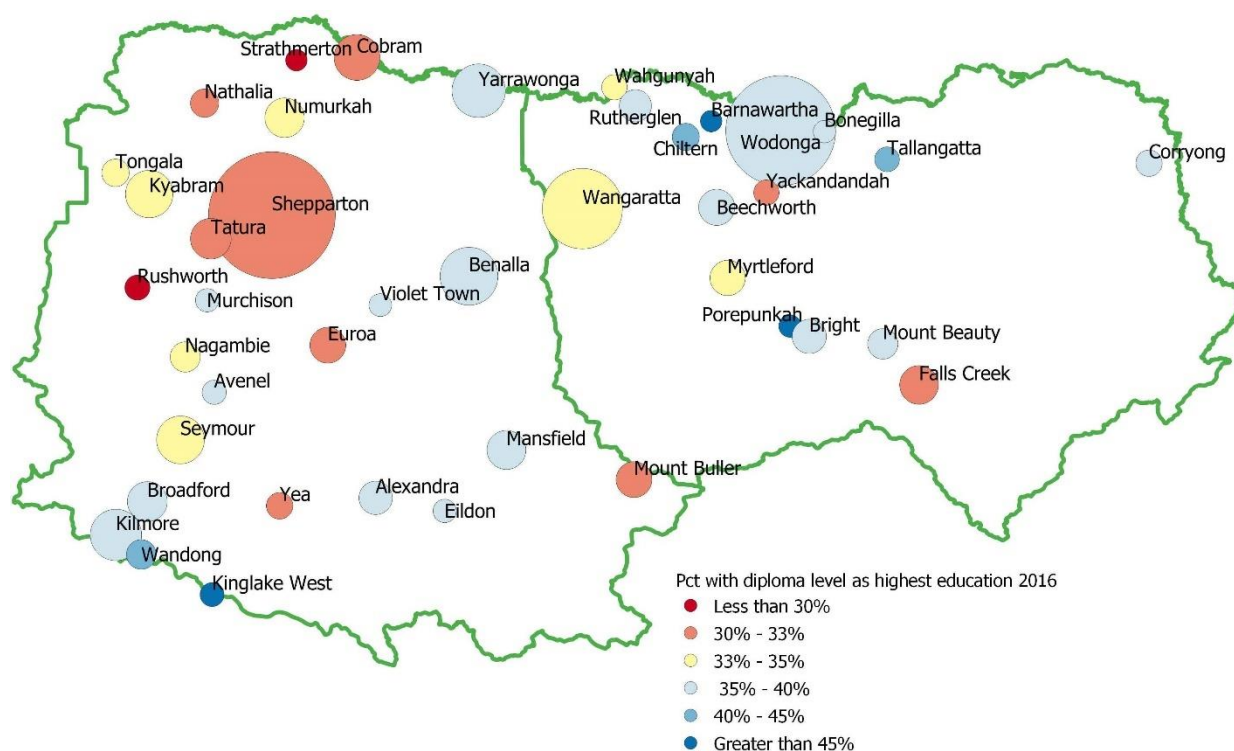 Strathmerton
Cobram
Yarrawonga
Wahgunyah
Nathalia
Numurkah
Rutherglen
Barnawartha
Bonegilla
Chiltern
Wodonga
Tallangatta
Corryong
Tongala
Kyabram
Shepparton
Wangaratta
Yackandandah
Beechworth
Tatura
Benalla
Rushworth
Murchison
Violet Town
Myrtleford
Porepunkah
Bright
Mount Beauty
Nagambie
Euroa
Avenel
Falls Creek
Seymour
Mansfield
Mount Buller
Broadford
Yea
Alexandra
Eildon
Kilmore
Wandong
Kinglake West
Pct with diploma level as highest education 2016
Less than 30%
30% - 33%
33% - 35%
35% - 40%
40% - 45%
Greater than 45%